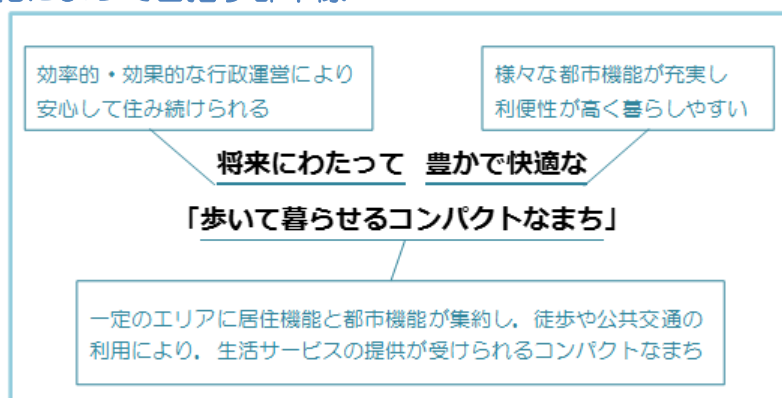 効率的・効果的な行政運営により
安心して住み続けられる
様々な都市機能が充実し
利便性が高く暮らしやすい
将来にわたって 豊かで快適な
「歩いて暮らせるコンパクトなまち」
一定のエリアに居住機能と都市機能が集約し，徒歩や公共交通の
利用により，生活サービスの提供が受けられるコンパクトなまち